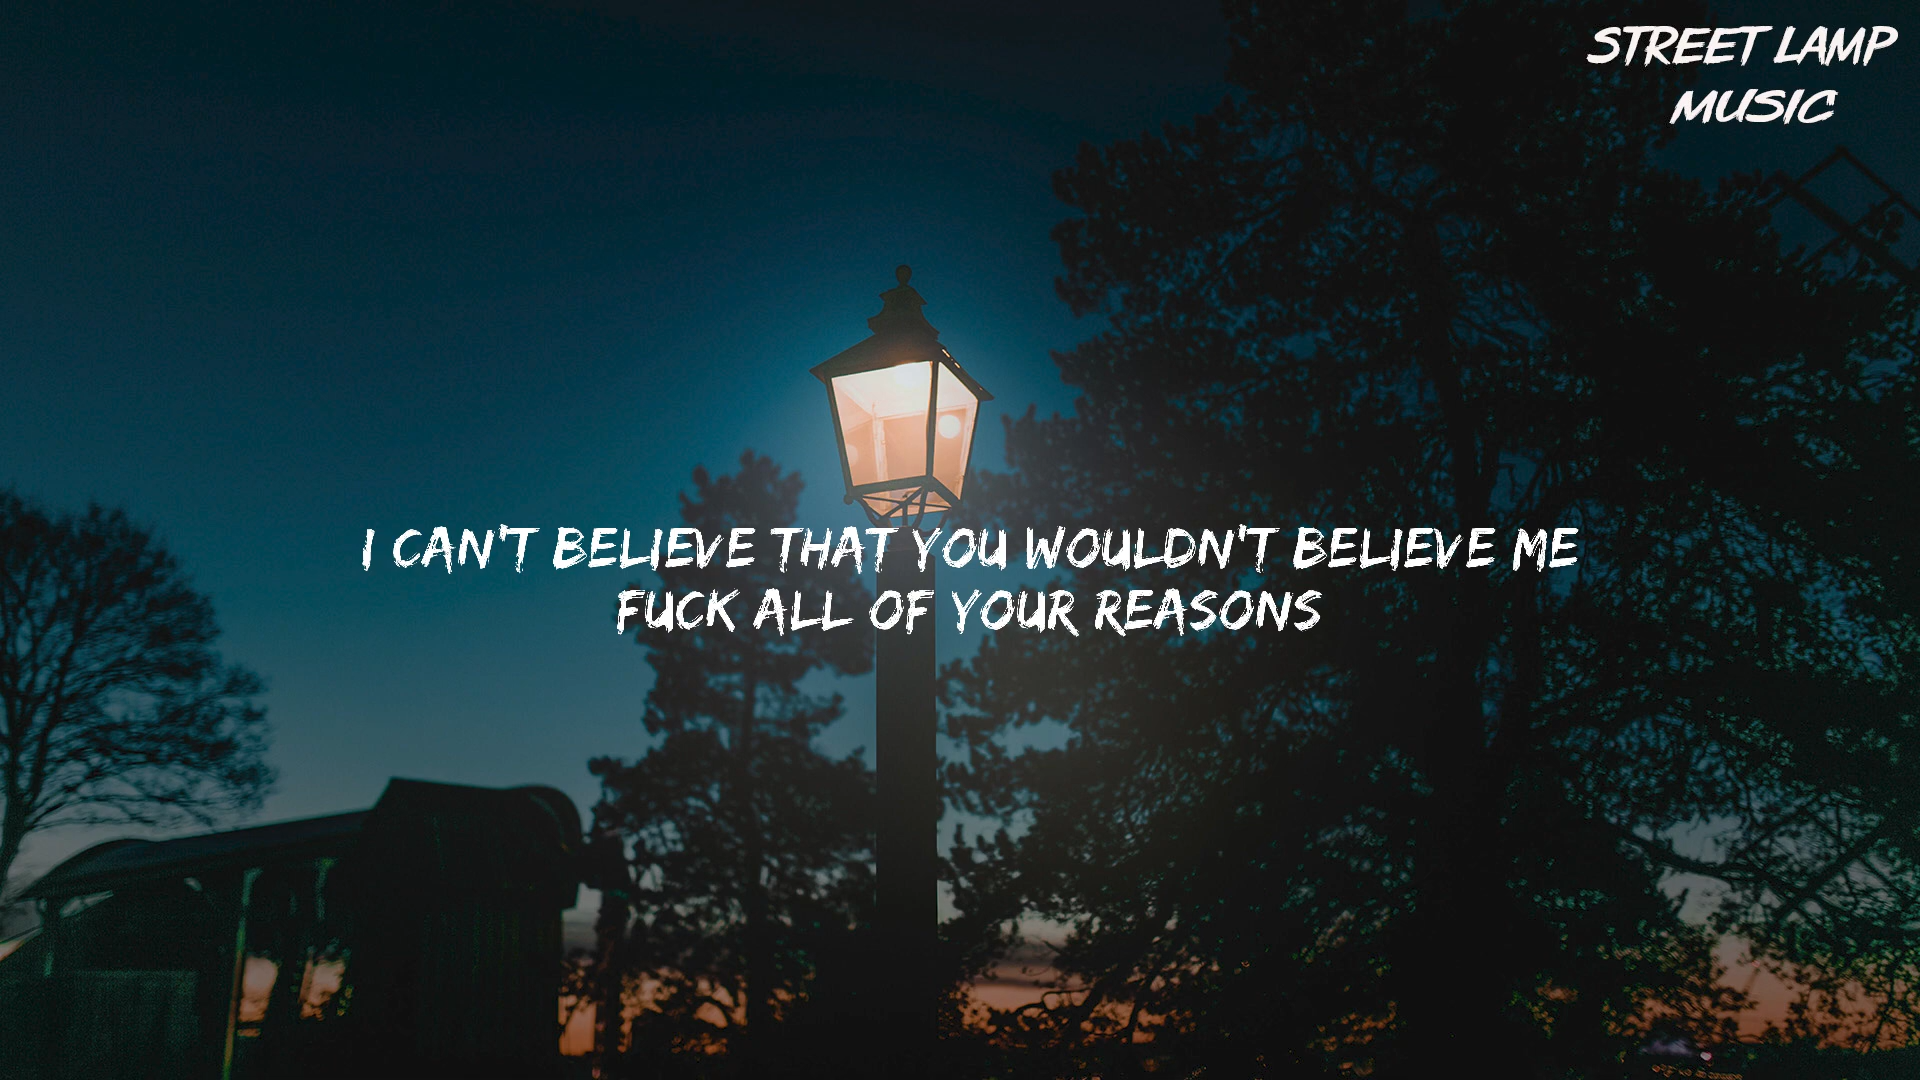 STREET LAMP
MUSIC
I CAN'T BELIEVE THAT YOU WOULDN'T BELIEVE ME
FUCK ALL OF YOUR REASONS